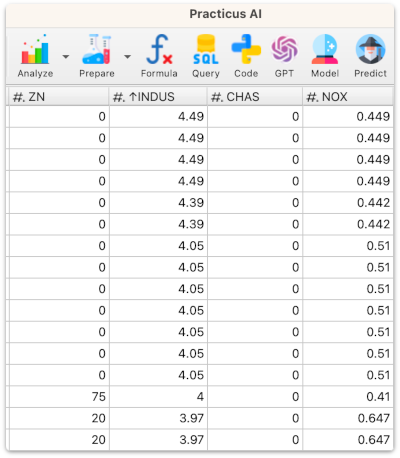 Practicus AI
SQL
Analyze Prepare Formula Query Code GPT Model Predict
#. ZN #. ↑INDUS #. CHAS #. NOX
0 4.49 0 0.449
0 4.49 0 0.449
0 4.49 0 0.449
0 4.49 0 0.449
0 4.39 0 0.442
0 4.39 0 0.442
0 4.05 0 0.51
0 4.05 0 0.51
0 4.05 0 0.51
0 4.05 0 0.51
0 4.05 0 0.51
0 4.05 0 0.51
0 4.05 0 0.51
75 4 0 0.41
20 3.97 0 0.647
20 3.97 0 0.647